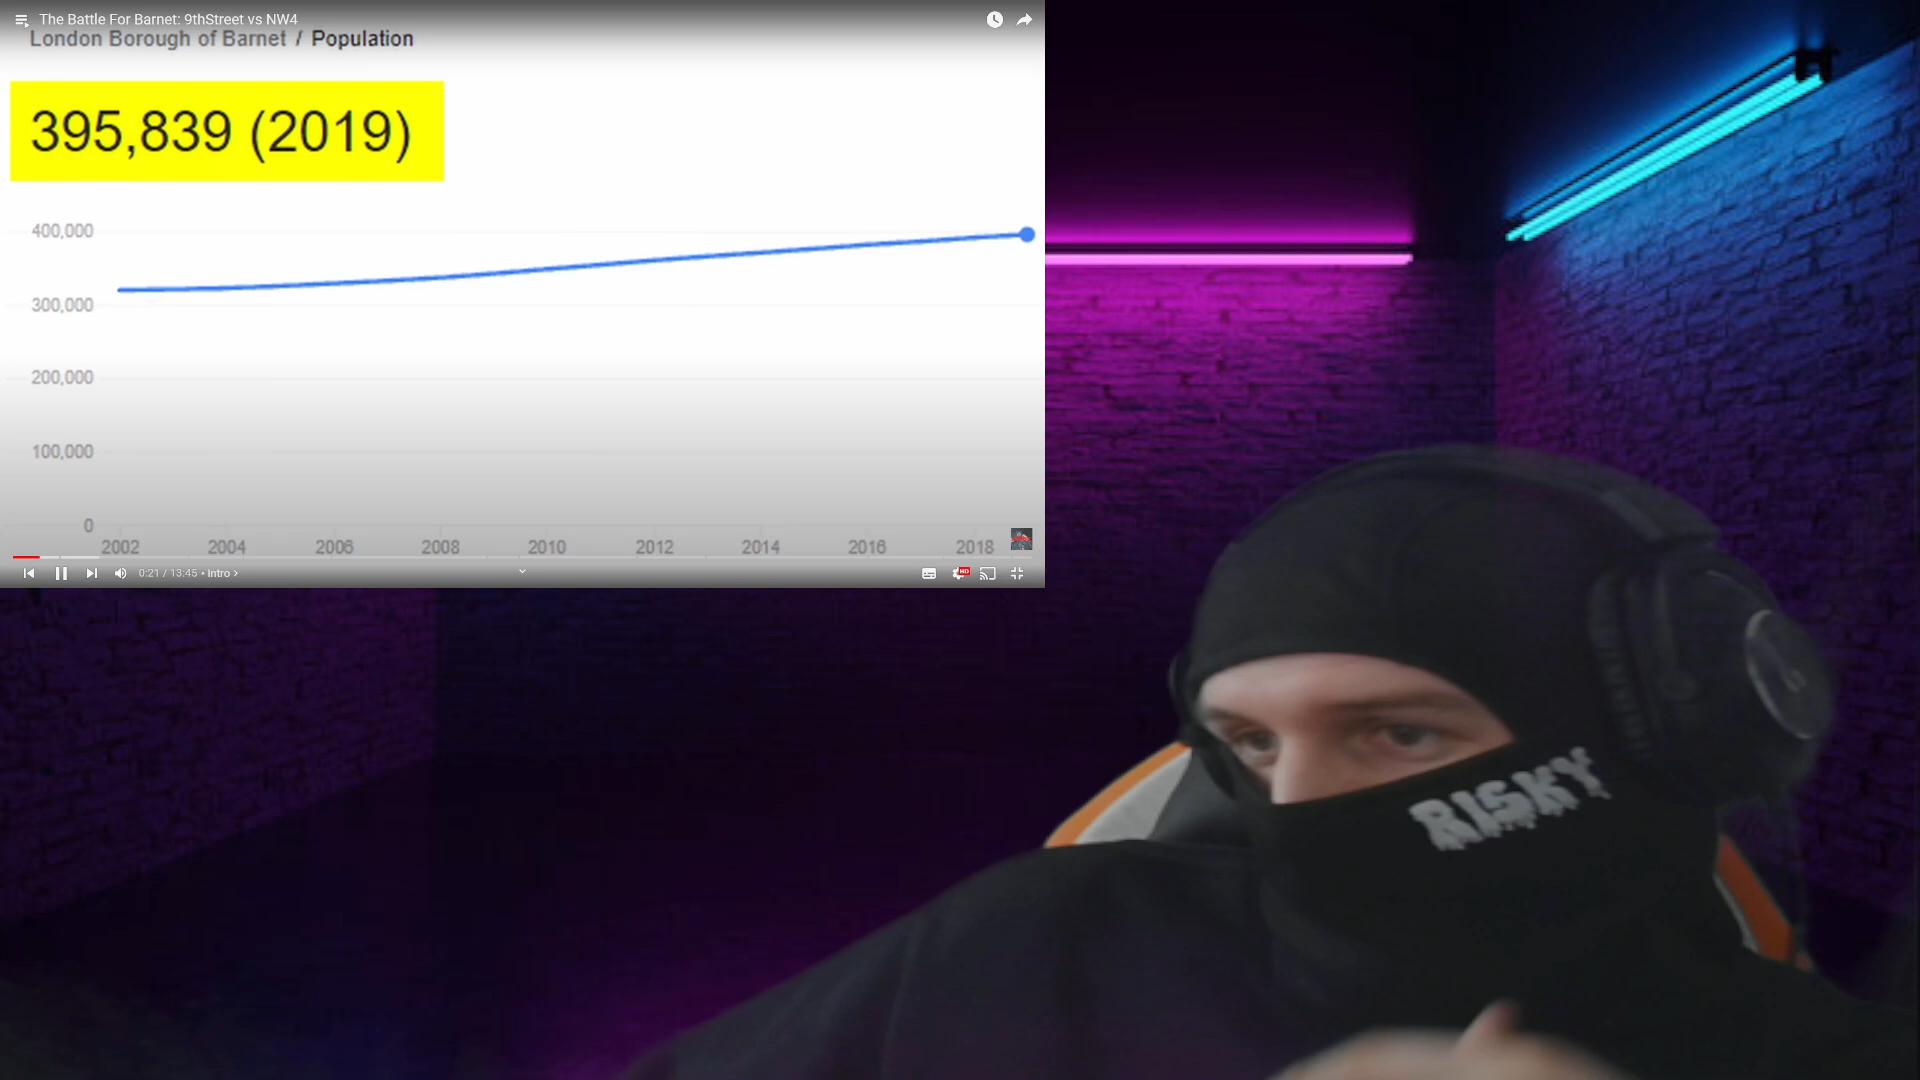 The Battle For Barnet: 9thStreet vs NW4
London Borough of Barnet / Population
395,839 (2019)
400,000
300,000
200,000
100,000
0
2002 2004 2006 2008 2010 2012 2014 2016 2018
0:21 / 13:45 • Intro
HD
RISKY